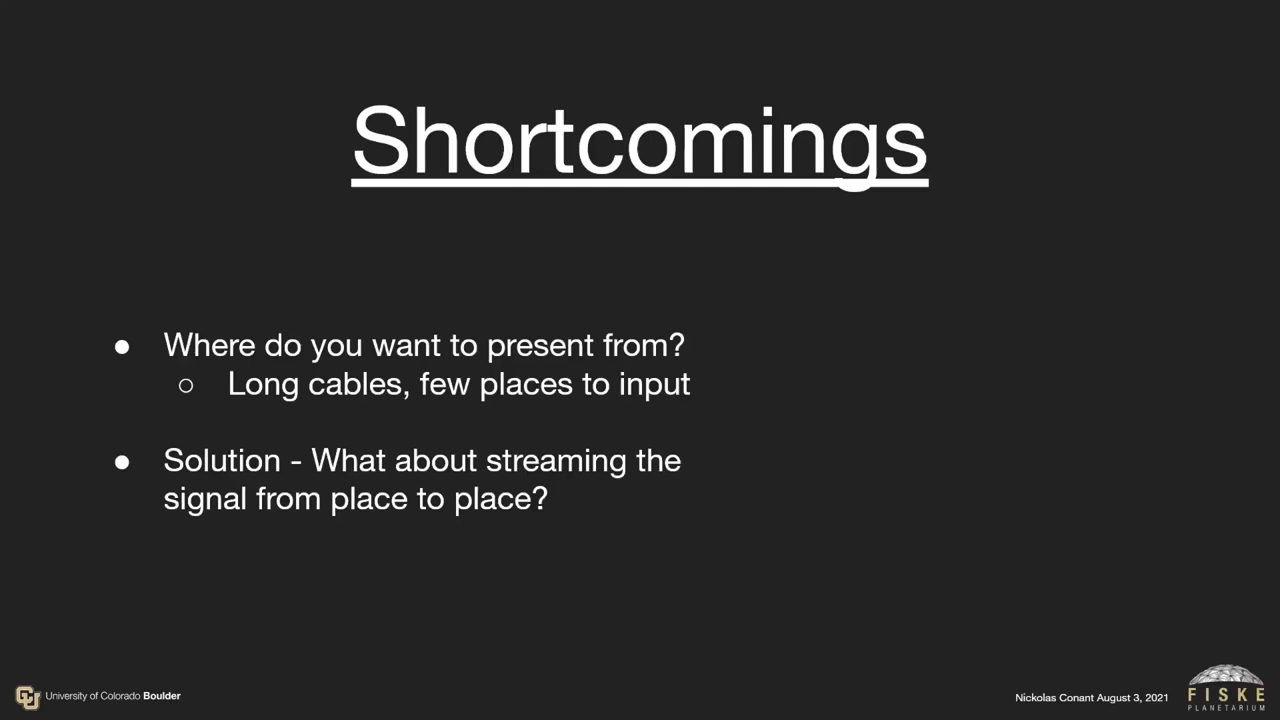 Shortcomings
● Where do you want to present from?
○ Long cables, few places to input
● Solution - What about streaming the
signal from place to place?
University of Colorado Boulder
Nickolas Conant August 3, 2021
FISKE
PLANETARIUM